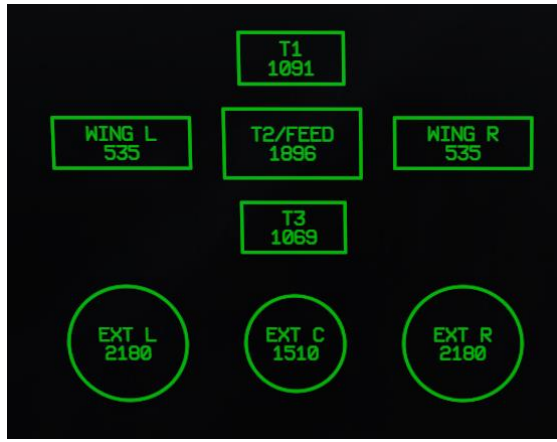 T1
1091
WING L
535
T2/FEED
1896
WING R
535
T3
1069
EXT L
2180
EXT C
1510
EXT R
2180